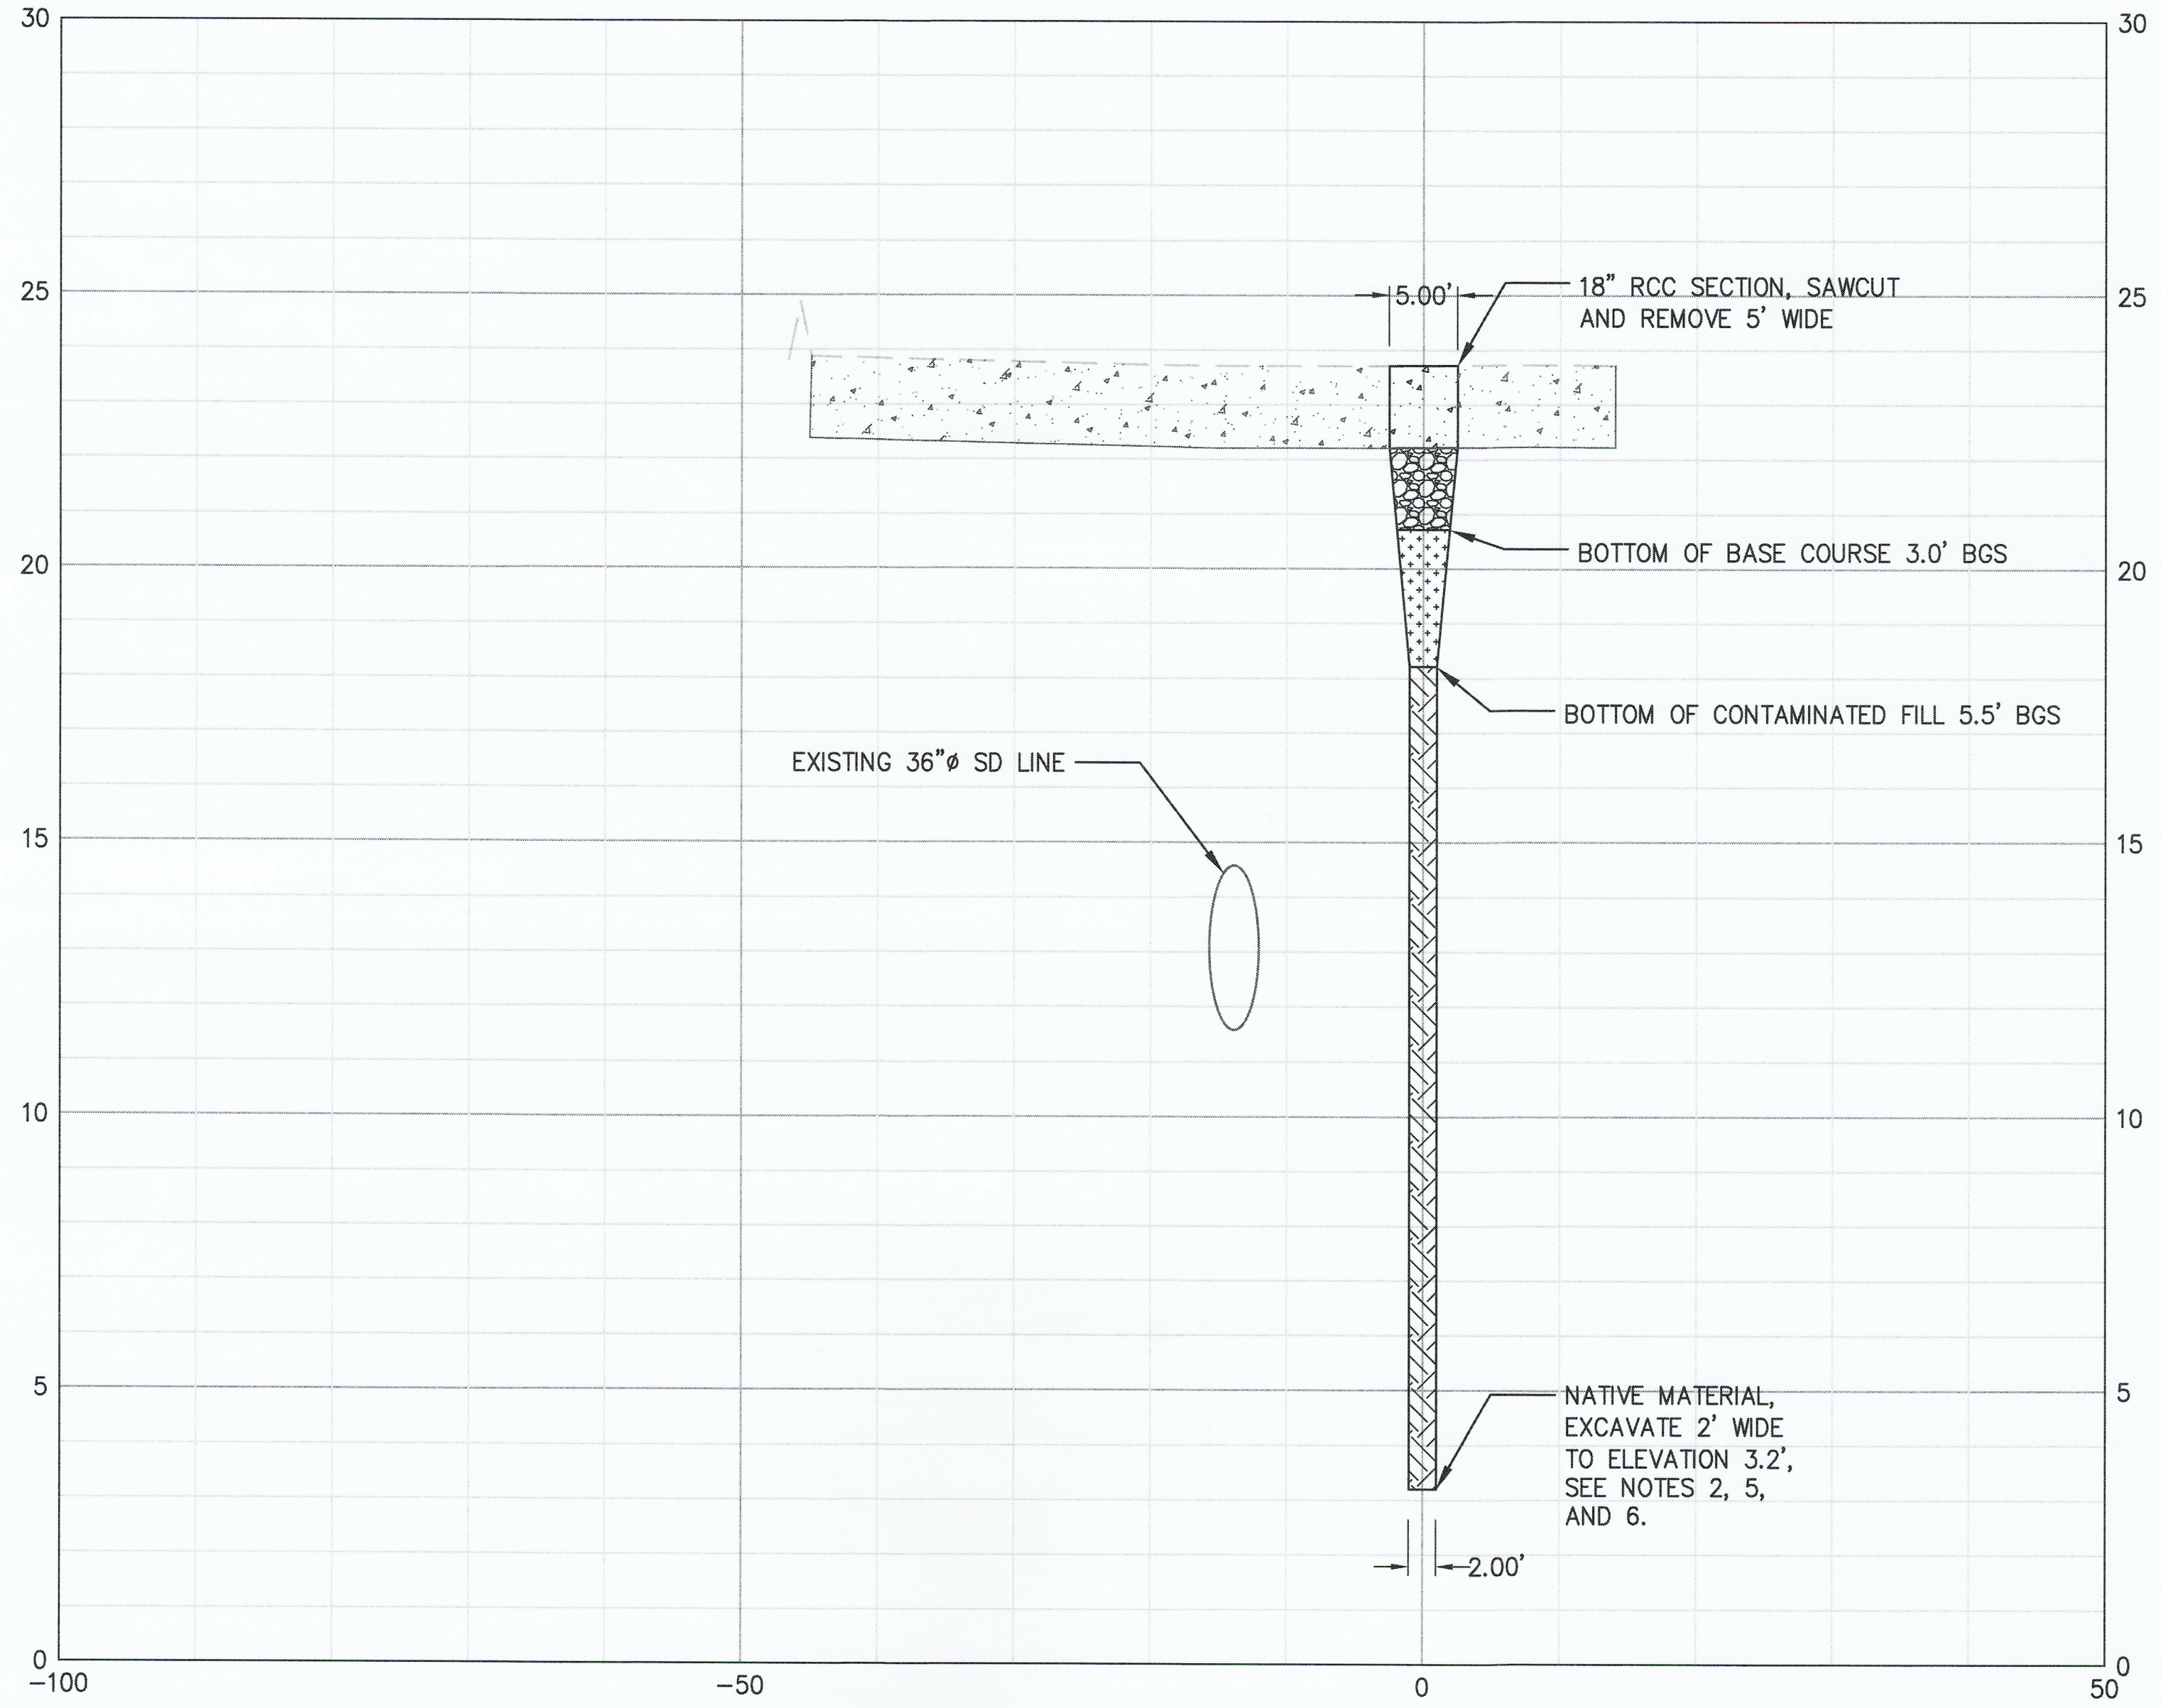 30
30
25
5.00'
18" RCC SECTION, SAWCUT
AND REMOVE 5' WIDE
25
20
BOTTOM OF BASE COURSE 3.0' BGS
20
BOTTOM OF CONTAMINATED FILL 5.5' BGS
EXISTING 36"ø SD LINE
15
15
10
10
5
NATIVE MATERIAL,
EXCAVATE 2' WIDE
TO ELEVATION 3.2',
SEE NOTES 2, 5,
AND 6.
5
2.00'
0
0
-100
-50
0
50